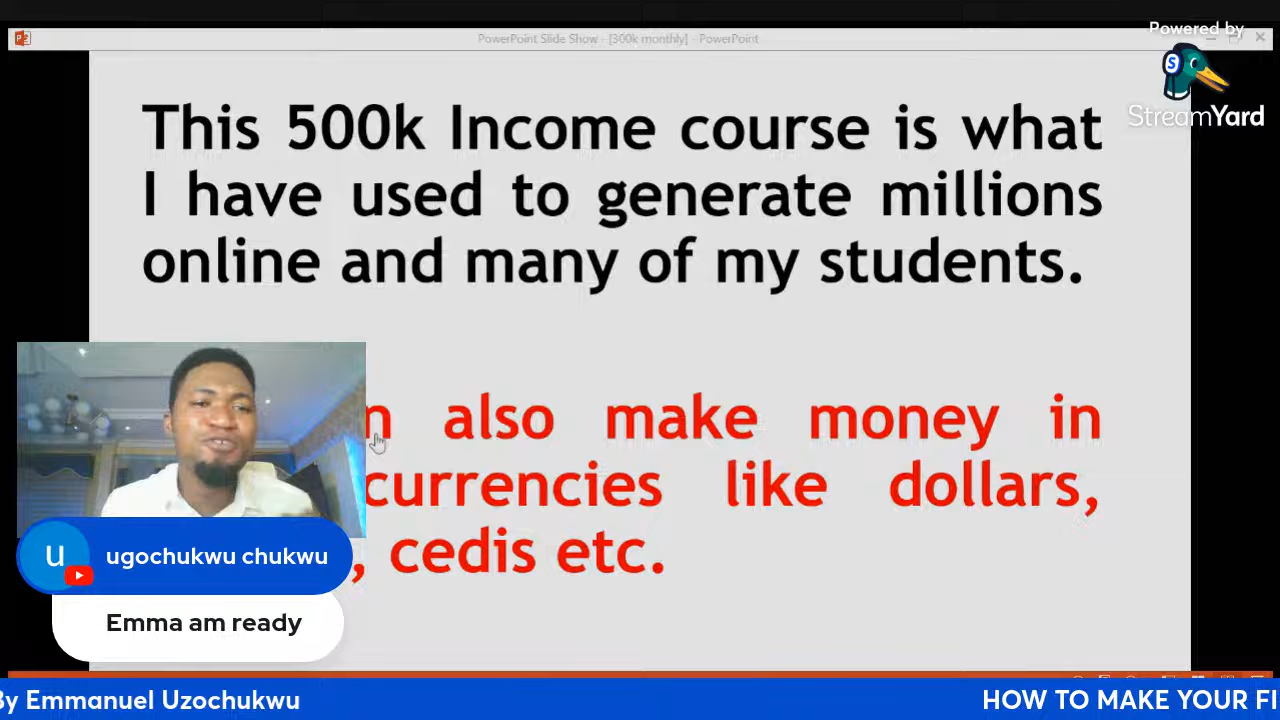 PowerPoint Slide Show - [300k monthly] - PowerPoint
Powered by
StreamYard
This 500k Income course is what
I have used to generate millions
online and many of my students.
also make money in
currencies like dollars,
, cedis etc.
u ugochukwu chukwu
Emma am ready
By Emmanuel Uzochukwu
HOW TO MAKE YOUR FI